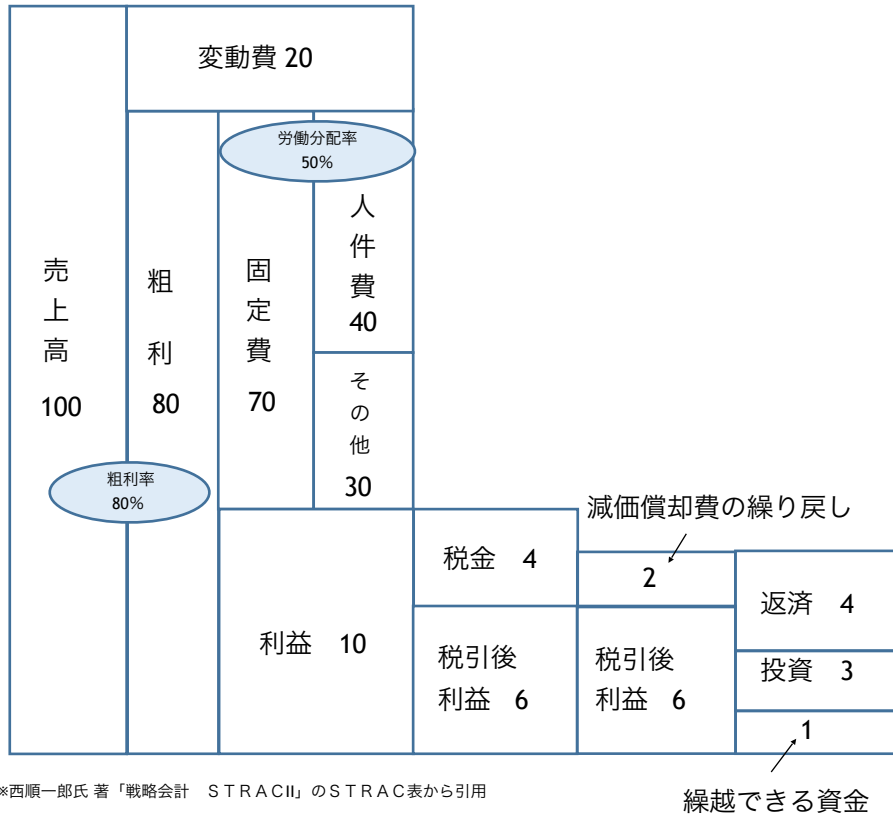 変動費 20
労働分配率
50%
人件費
40
売上高
100
粗利
80
固定費
70
その他
30
粗利率
80%
減価償却費の繰り戻し
税金 4
2
返済 4
利益 10
税引後
利益 6
税引後
利益 6
投資 3
1
※西順一郎氏 著「戦略会計 ＳＴＲＡＣII」のＳＴＲＡＣ表から引用
繰越できる資金